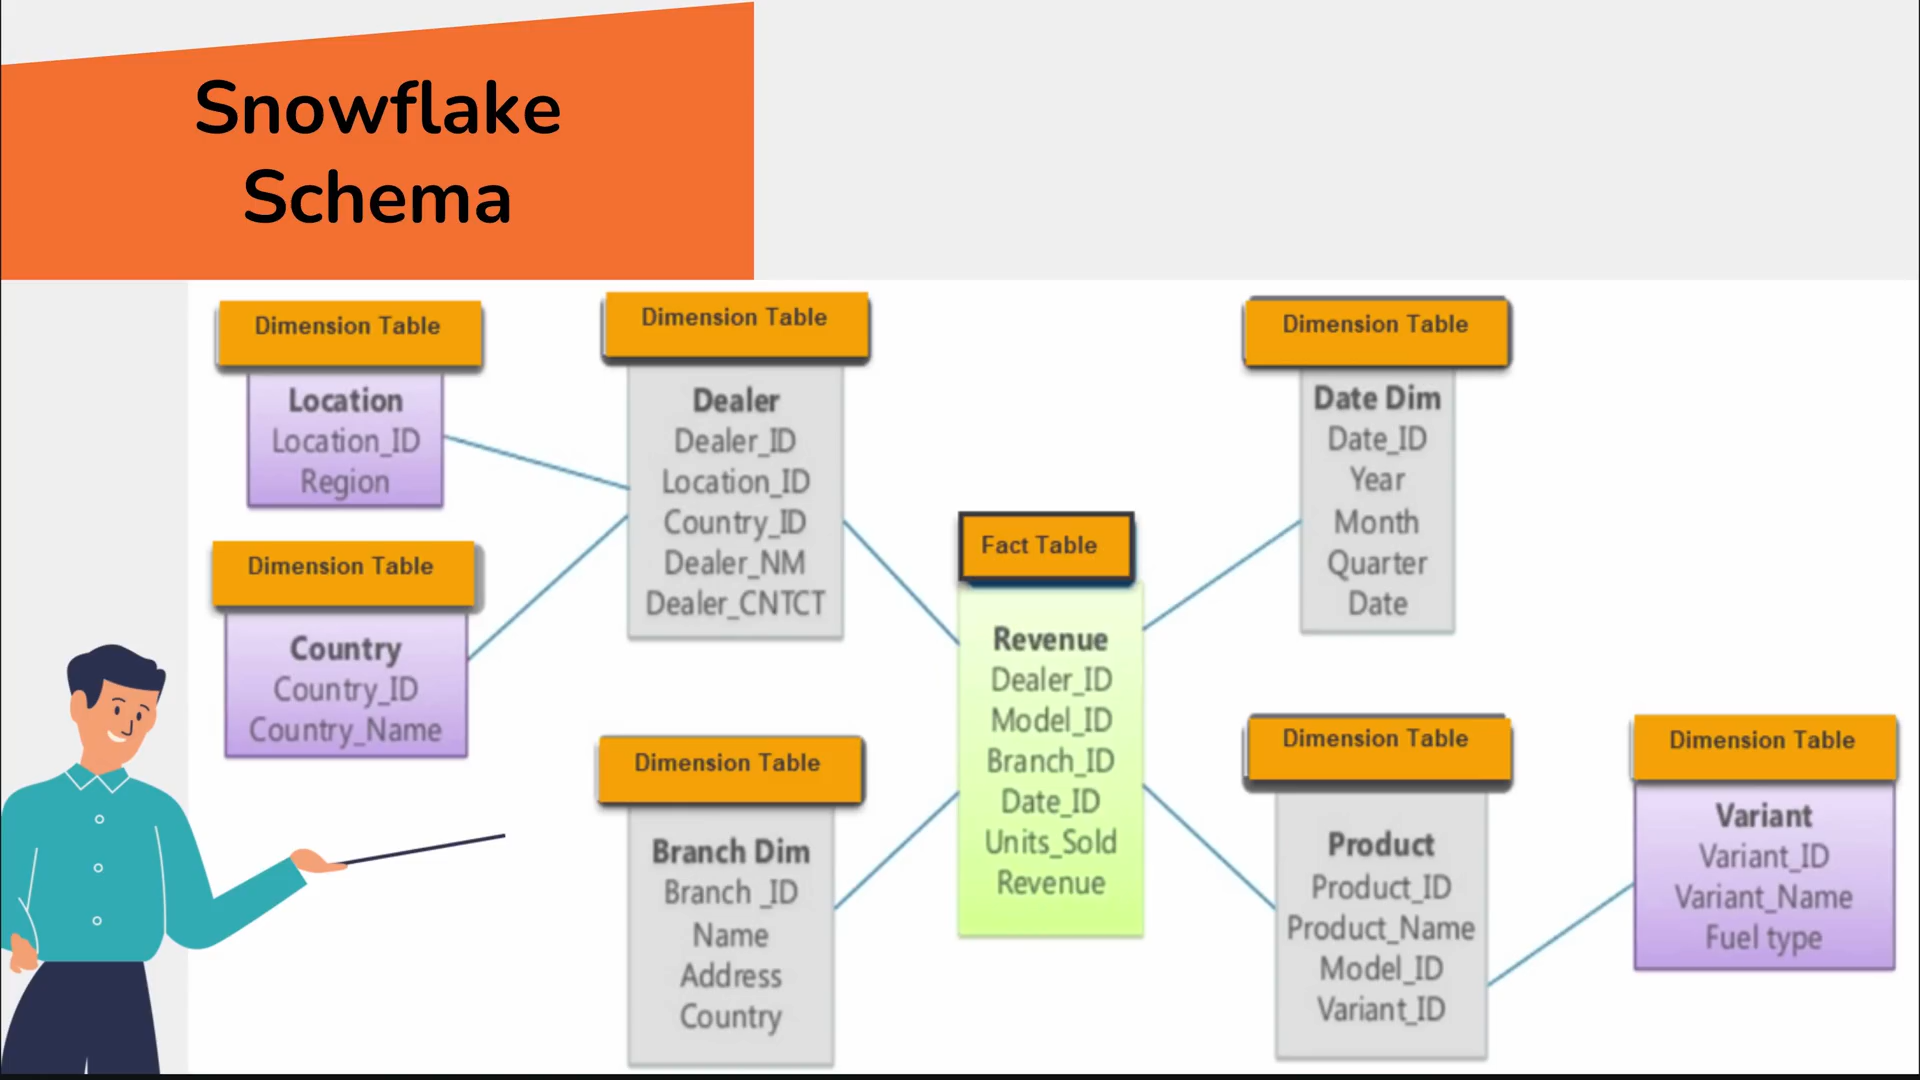 Snowflake
Schema
Dimension Table
Location
Location_ID
Region
Dimension Table
Country
Country_ID
Country_Name
Dimension Table
Dealer
Dealer_ID
Location_ID
Country_ID
Dealer_NM
Dealer_CNTCT
Dimension Table
Branch Dim
Branch _ID
Name
Address
Country
Fact Table
Revenue
Dealer_ID
Model_ID
Branch_ID
Date_ID
Units_Sold
Revenue
Dimension Table
Date Dim
Date_ID
Year
Month
Quarter
Date
Dimension Table
Product
Product_ID
Product_Name
Model_ID
Variant_ID
Dimension Table
Variant
Variant_ID
Variant_Name
Fuel type